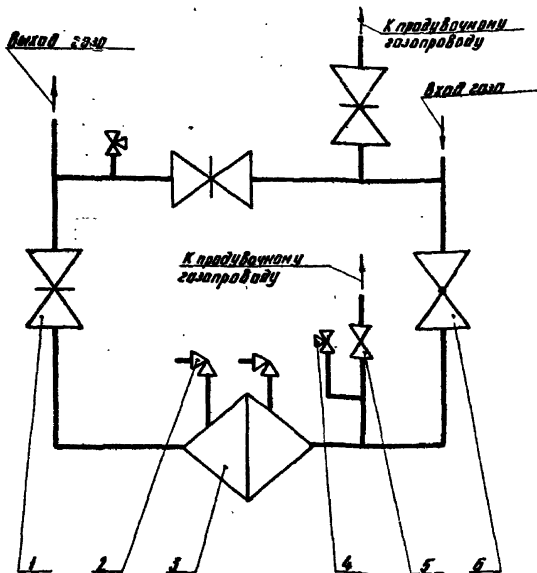 К продувочному
газопроводу
Выход газа
Вход газа
К продувочному
газопроводу
1 2 3 4 5 6